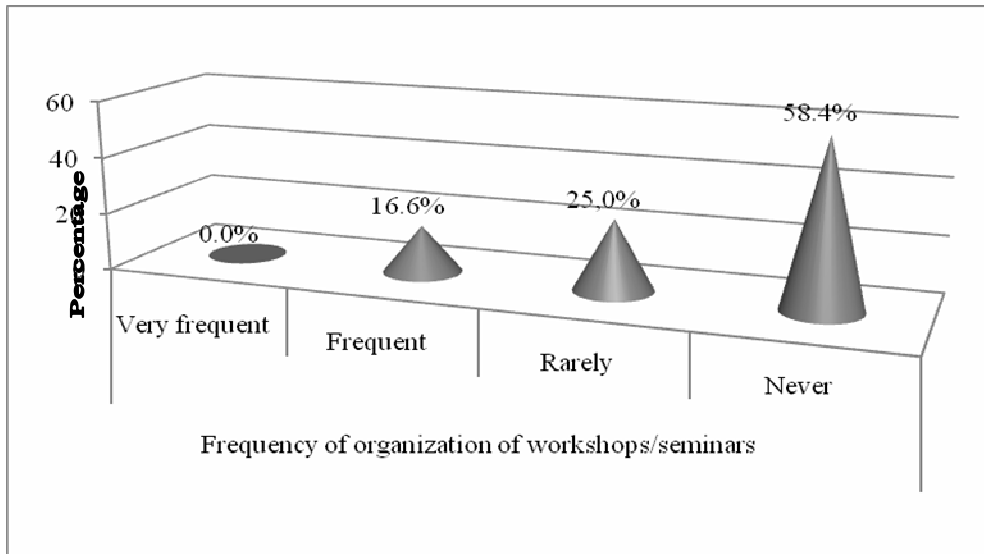 60
40
20
Percentage
0.0%
16.6%
25,0%
58.4%
Very frequent
Frequent
Rarely
Never
Frequency of organization of workshops/seminars